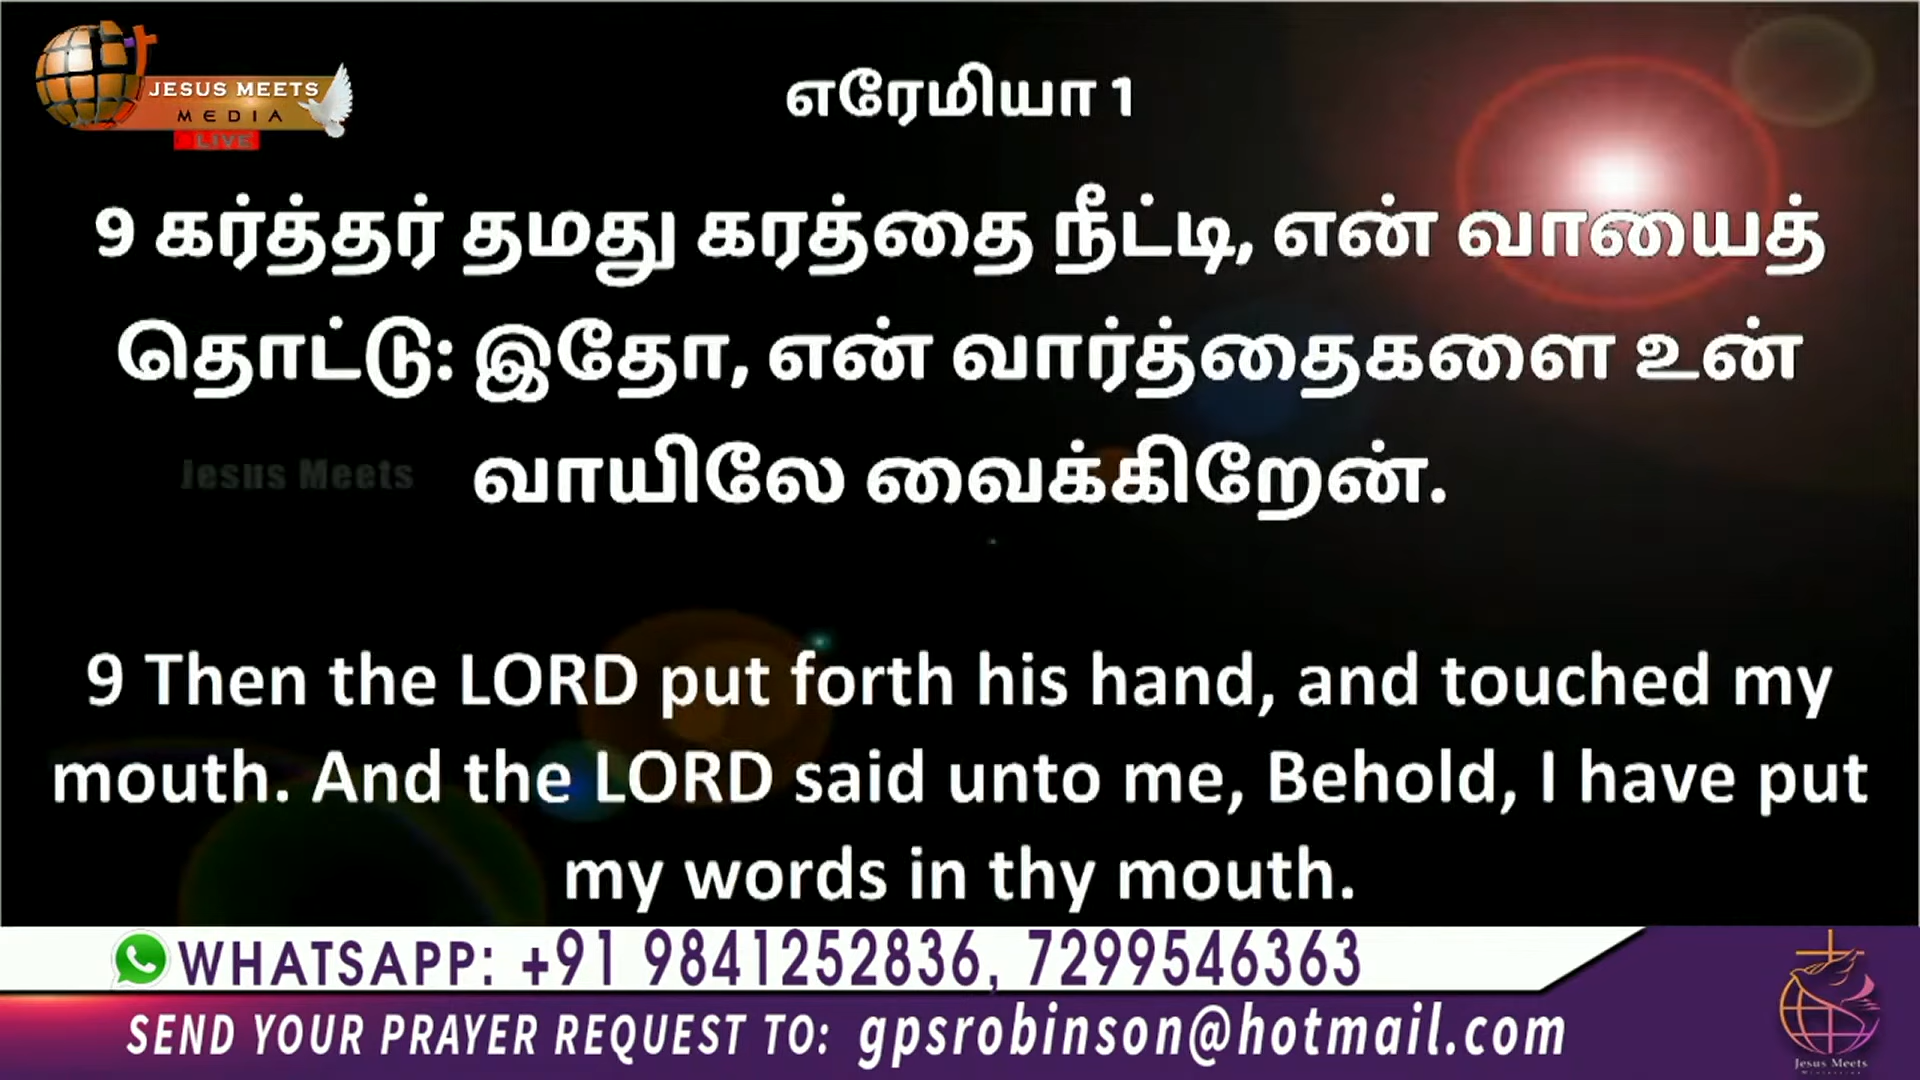 JESUS MEETS
MEDIA
LIVE
எரேமியா 1
9 கர்த்தர் தமது கரத்தை நீட்டி, என் வாயைத்
தொட்டு: இதோ, என் வார்த்தைகளை உன்
வாயிலே வைக்கிறேன்.
Jesus Meets
9 Then the LORD put forth his hand, and touched my
mouth. And the LORD said unto me, Behold, I have put
my words in thy mouth.
WHATSAPP: +91 9841252836, 7299546363
SEND YOUR PRAYER REQUEST TO: gpsrobinson@hotmail.com
Jesus Meets